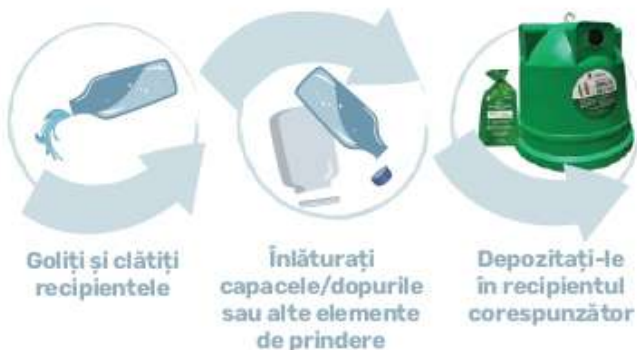 Goliți și clătiți
recipientele
Înlăturați
capacele/dopurile
sau alte elemente
de prindere
Depozitați-le
în recipientul
corespunzător